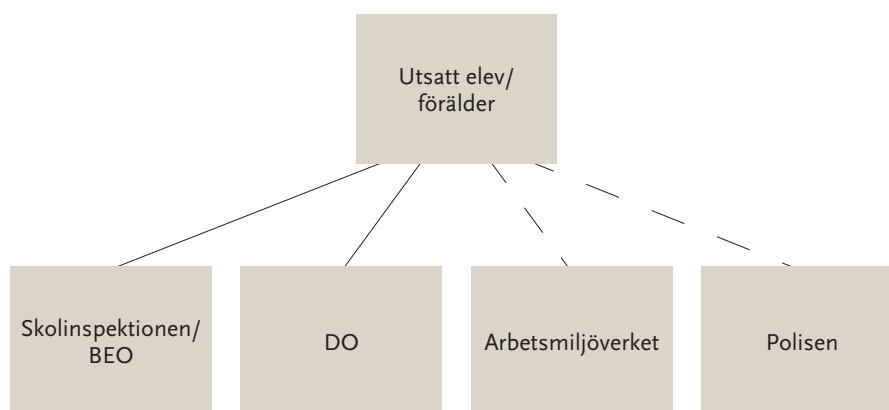 Utsatt elev/
förälder
Skolinspektionen/
BEO
DO
Arbetsmiljöverket
Polisen